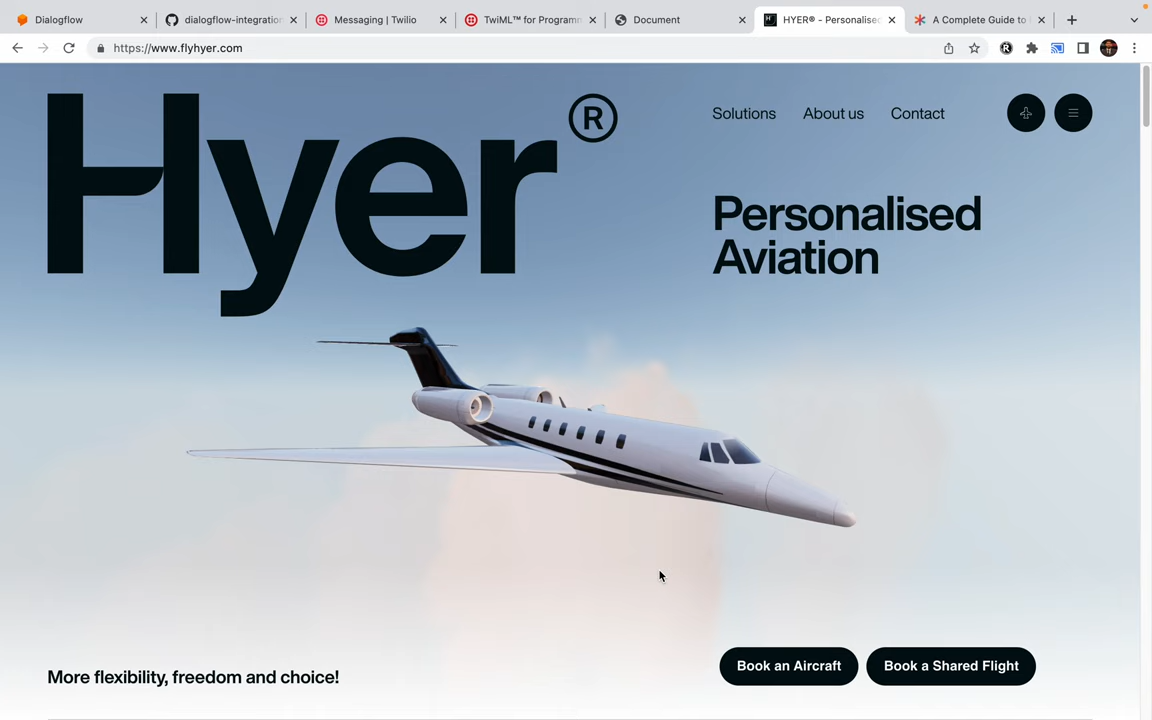 Dialogflow
dialogflow-integration
Messaging | Twilio
TwiML™ for Programm
Document
HYER® - Personalised
A Complete Guide to
https://www.flyhyer.com
Hyer®
Solutions
About us
Contact
Personalised
Aviation
More flexibility, freedom and choice!
Book an Aircraft
Book a Shared Flight